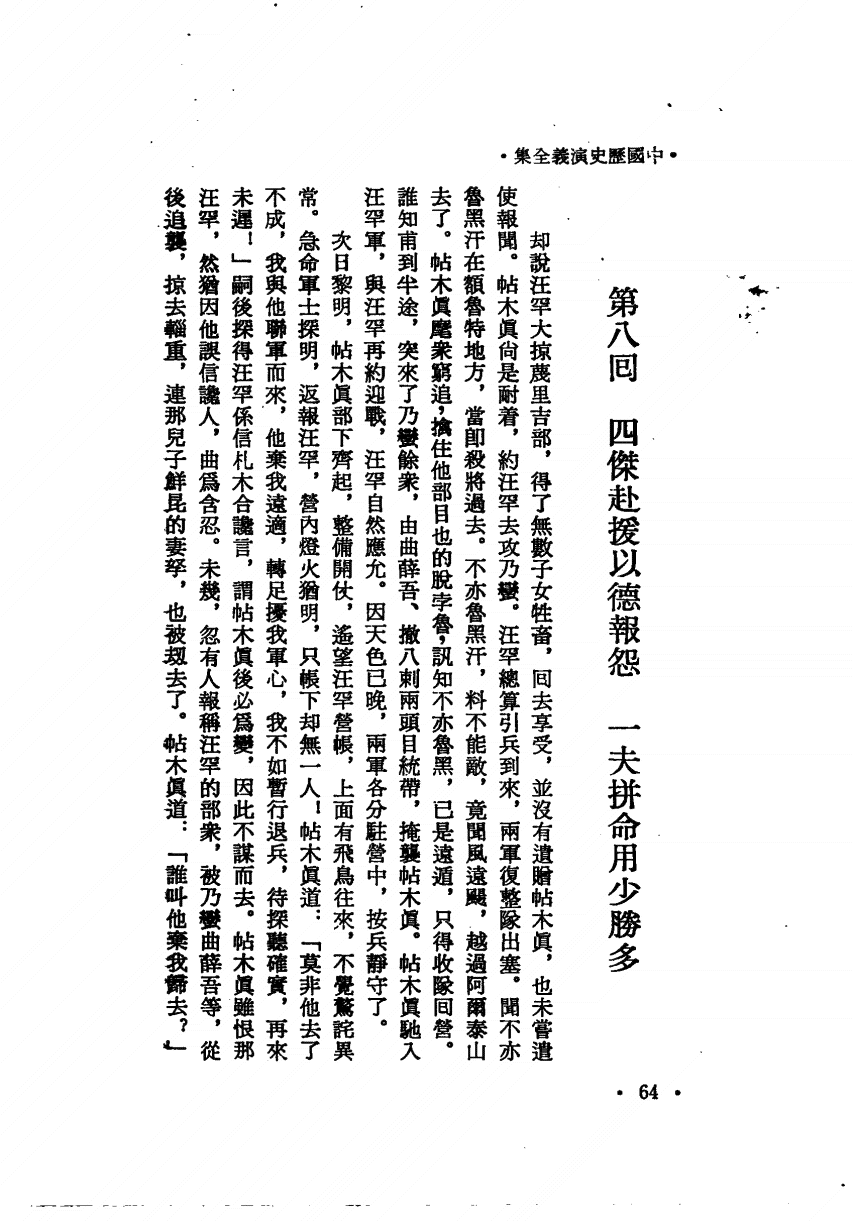 ·中國歷史演義全集·
第八回　四傑赴援以德報怨　一夫拼命用少勝多
却說汪罕大掠蔑里吉部，得了無數子女牲畜，回去享受，並沒有遺贈帖木眞，也未嘗遣
使報聞。帖木眞尙是耐着，約汪罕去攻乃蠻。汪罕總算引兵到來，兩軍復整隊出塞。聞不亦
魯黑汗在額魯特地方，當卽殺將過去。不亦魯黑汗，料不能敵，竟聞風遠颺，越過阿爾泰山
去了。帖木眞麾衆窮追，擒住他部目也的脫孛魯，訊知不亦魯黑，已是遠遁，只得收隊回營。
誰知甫到半途，突來了乃蠻餘衆，由曲薛吾、撤八剌兩頭目統帶，掩襲帖木眞。帖木眞馳入
汪罕軍，與汪罕再約迎戰，汪罕自然應允。因天色已晚，兩軍各分駐營中，按兵靜守了。
次日黎明，帖木眞部下齊起，整備開仗，遙望汪罕營帳，上面有飛鳥往來，不覺驚詫異
常。急命軍士探明，返報汪罕，營內燈火猶明，只帳下却無一人！帖木眞道：「莫非他去了
不成，我與他聯軍而來，他棄我遠適，轉足擾我軍心，我不如暫行退兵，待探聽確實，再來
未遲！」嗣後探得汪罕係信札木合讒言，謂帖木眞後必爲變，因此不謀而去。帖木眞雖恨那
汪罕，然猶因他誤信讒人，曲爲含忍。未幾，忽有人報稱汪罕的部衆，被乃蠻曲薛吾等，從
後追襲，掠去輜重，連那兒子鮮昆的妻孥，也被刼去了。帖木眞道：「誰叫他棄我歸去？」
· 64 ·